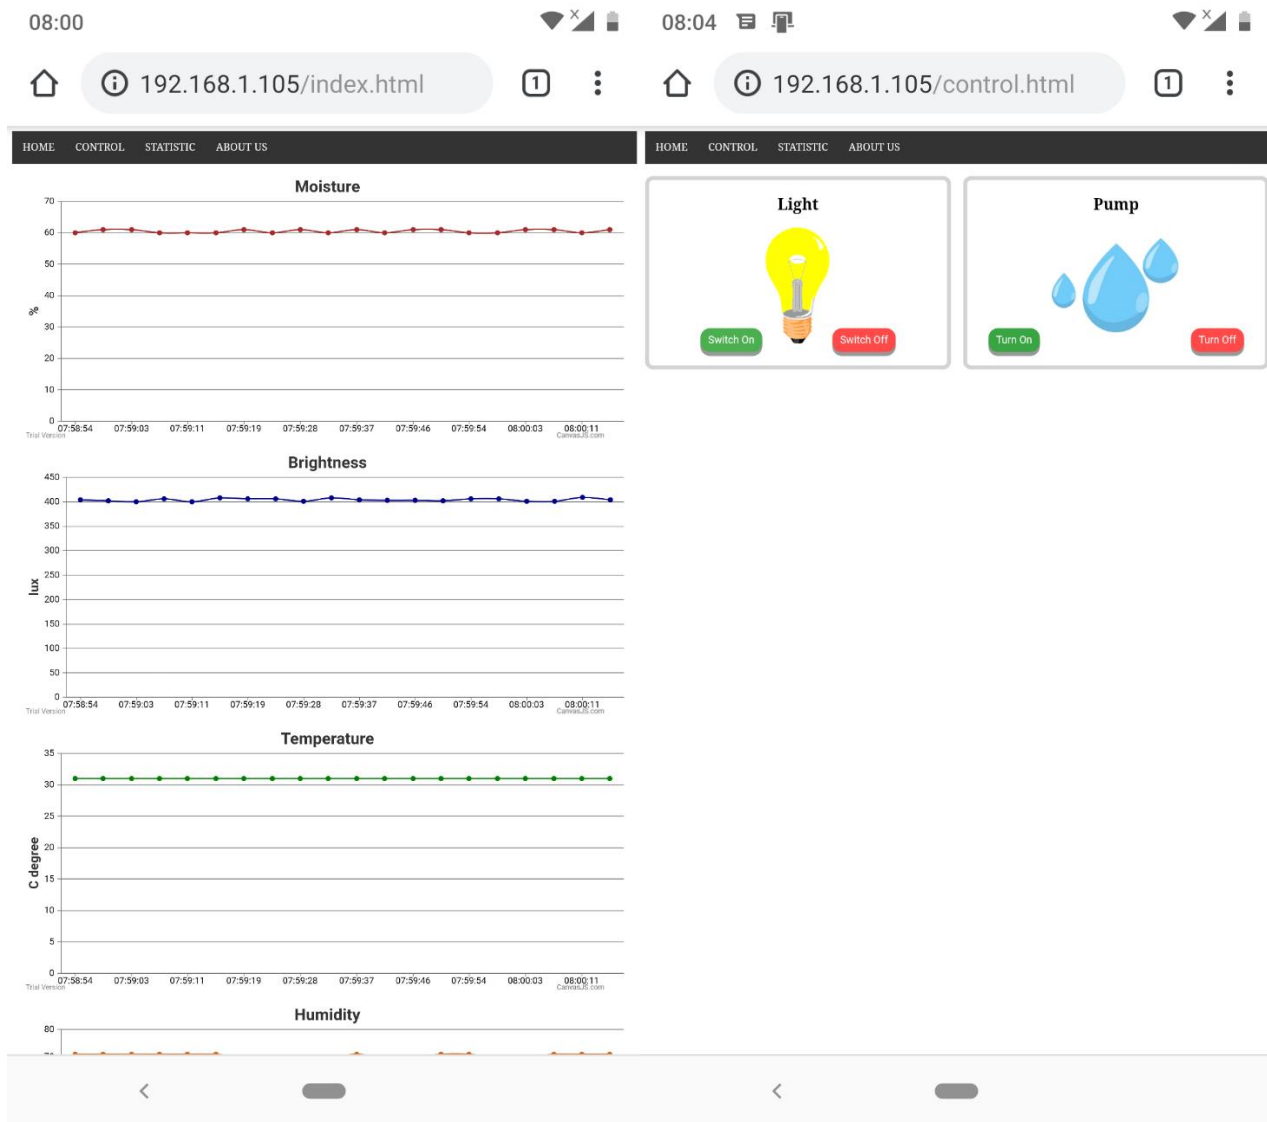 08:00
192.168.1.105/index.html
1
HOME CONTROL STATISTIC ABOUT US
Moisture
70
60
50
40
30
20
10
0
%
07:58:54 07:59:03 07:59:11 07:59:19 07:59:28 07:59:37 07:59:46 07:59:54 08:00:03 08:00:11
Trial Version
CanvasJS.com
Brightness
450
400
350
300
250
200
150
100
50
0
lux
07:58:54 07:59:03 07:59:11 07:59:19 07:59:28 07:59:37 07:59:46 07:59:54 08:00:03 08:00:11
Trial Version
CanvasJS.com
Temperature
35
30
25
20
15
10
5
0
C degree
07:58:54 07:59:03 07:59:11 07:59:19 07:59:28 07:59:37 07:59:46 07:59:54 08:00:03 08:00:11
Trial Version
CanvasJS.com
Humidity
80
08:04
192.168.1.105/control.html
1
HOME CONTROL STATISTIC ABOUT US
Light
Switch On
Switch Off
Pump
Turn On
Turn Off